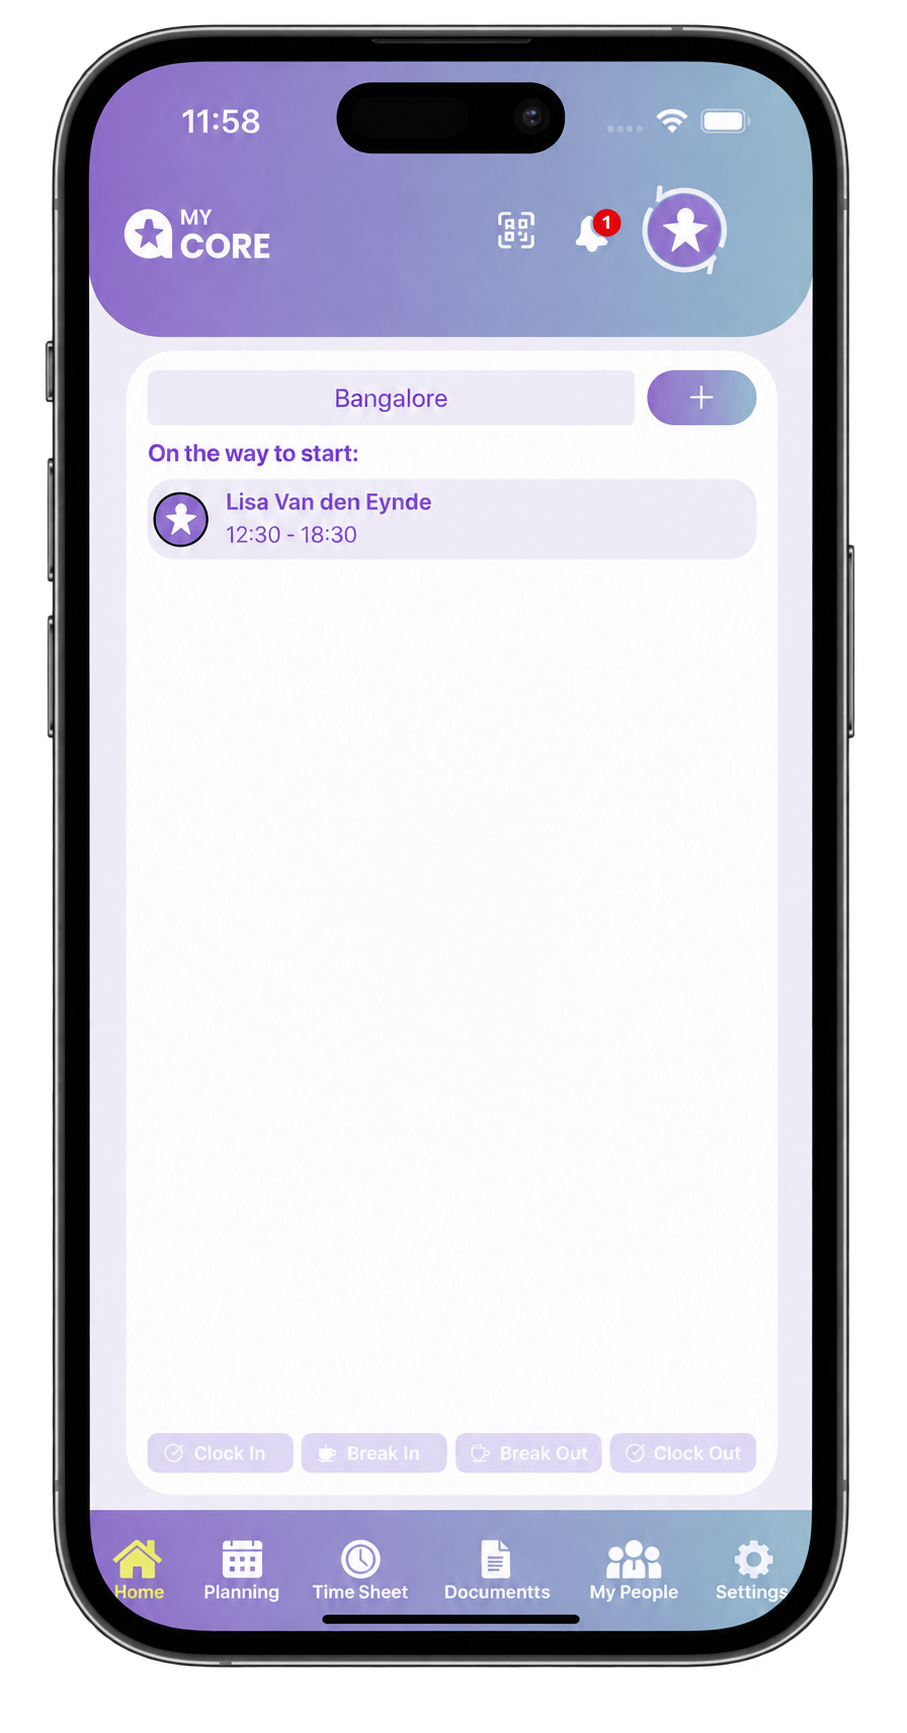 11:58
MY
CORE
1
Bangalore
On the way to start:
Lisa Van den Eynde
12:30 - 18:30
Clock In
Break In
Break Out
Clock Out
Home
Planning
Time Sheet
Documentts
My People
Settings